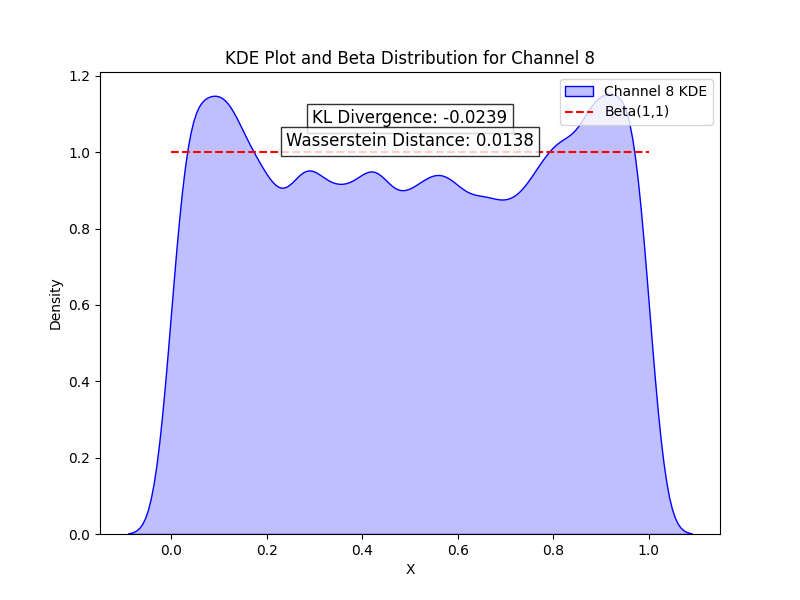 KDE Plot and Beta Distribution for Channel 8
Channel 8 KDE
Beta(1,1)
KL Divergence: -0.0239
Wasserstein Distance: 0.0138
Density
1.2
1.0
0.8
0.6
0.4
0.2
0.0
0.0 0.2 0.4 0.6 0.8 1.0
X